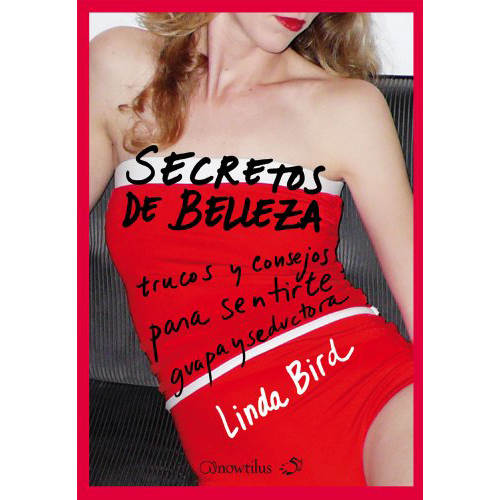 SECRETOS
DE BELLEZA
trucos y consejos
para sentirte
guapa y seductora
Linda Bird
nowtilus